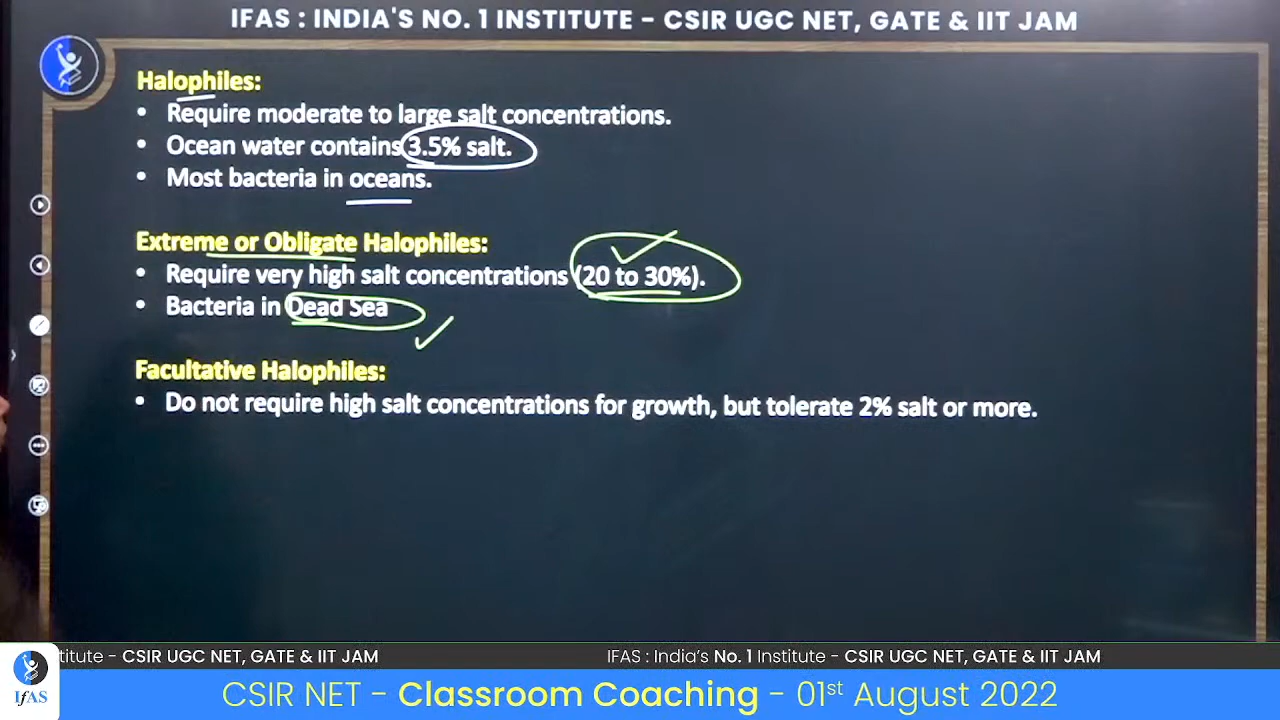 IFAS : INDIA'S NO. 1 INSTITUTE - CSIR UGC NET, GATE & IIT JAM
Halophiles:
• Require moderate to large salt concentrations.
• Ocean water contains 3.5% salt.
• Most bacteria in oceans.
Extreme or Obligate Halophiles:
• Require very high salt concentrations (20 to 30%).
• Bacteria in Dead Sea
Facultative Halophiles:
• Do not require high salt concentrations for growth, but tolerate 2% salt or more.
titute - CSIR UGC NET, GATE & IIT JAM IFAS : India's No. 1 Institute - CSIR UGC NET, GATE & IIT JAM
IfAS CSIR NET - Classroom Coaching - 01st August 2022